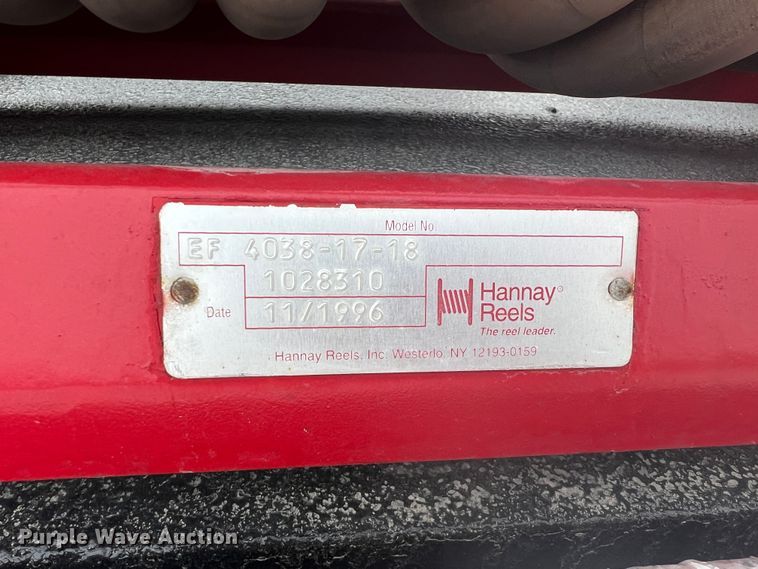 Model No.
EF 4038-17-18
1028310
Date 11/1996
Hannay®
Reels
The reel leader.
Hannay Reels, Inc. Westerlo, NY 12193-0159
Purple Wave Auction